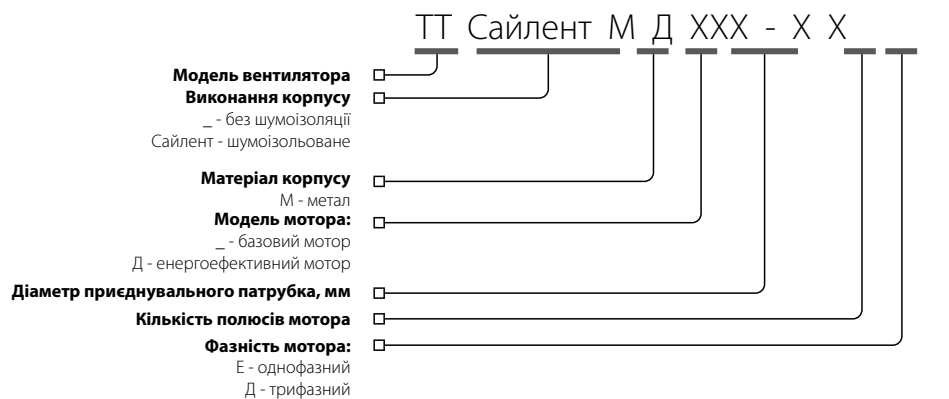 ТТ Сайлент М Д ХХХ - Х Х
Модель вентилятора
Виконання корпусу
_ - без шумоізоляції
Сайлент - шумоізольоване
Матеріал корпусу
М - метал
Модель мотора:
_ - базовий мотор
Д - енергоефективний мотор
Діаметр приєднувального патрубка, мм
Кількість полюсів мотора
Фазність мотора:
Е - однофазний
Д - трифазний